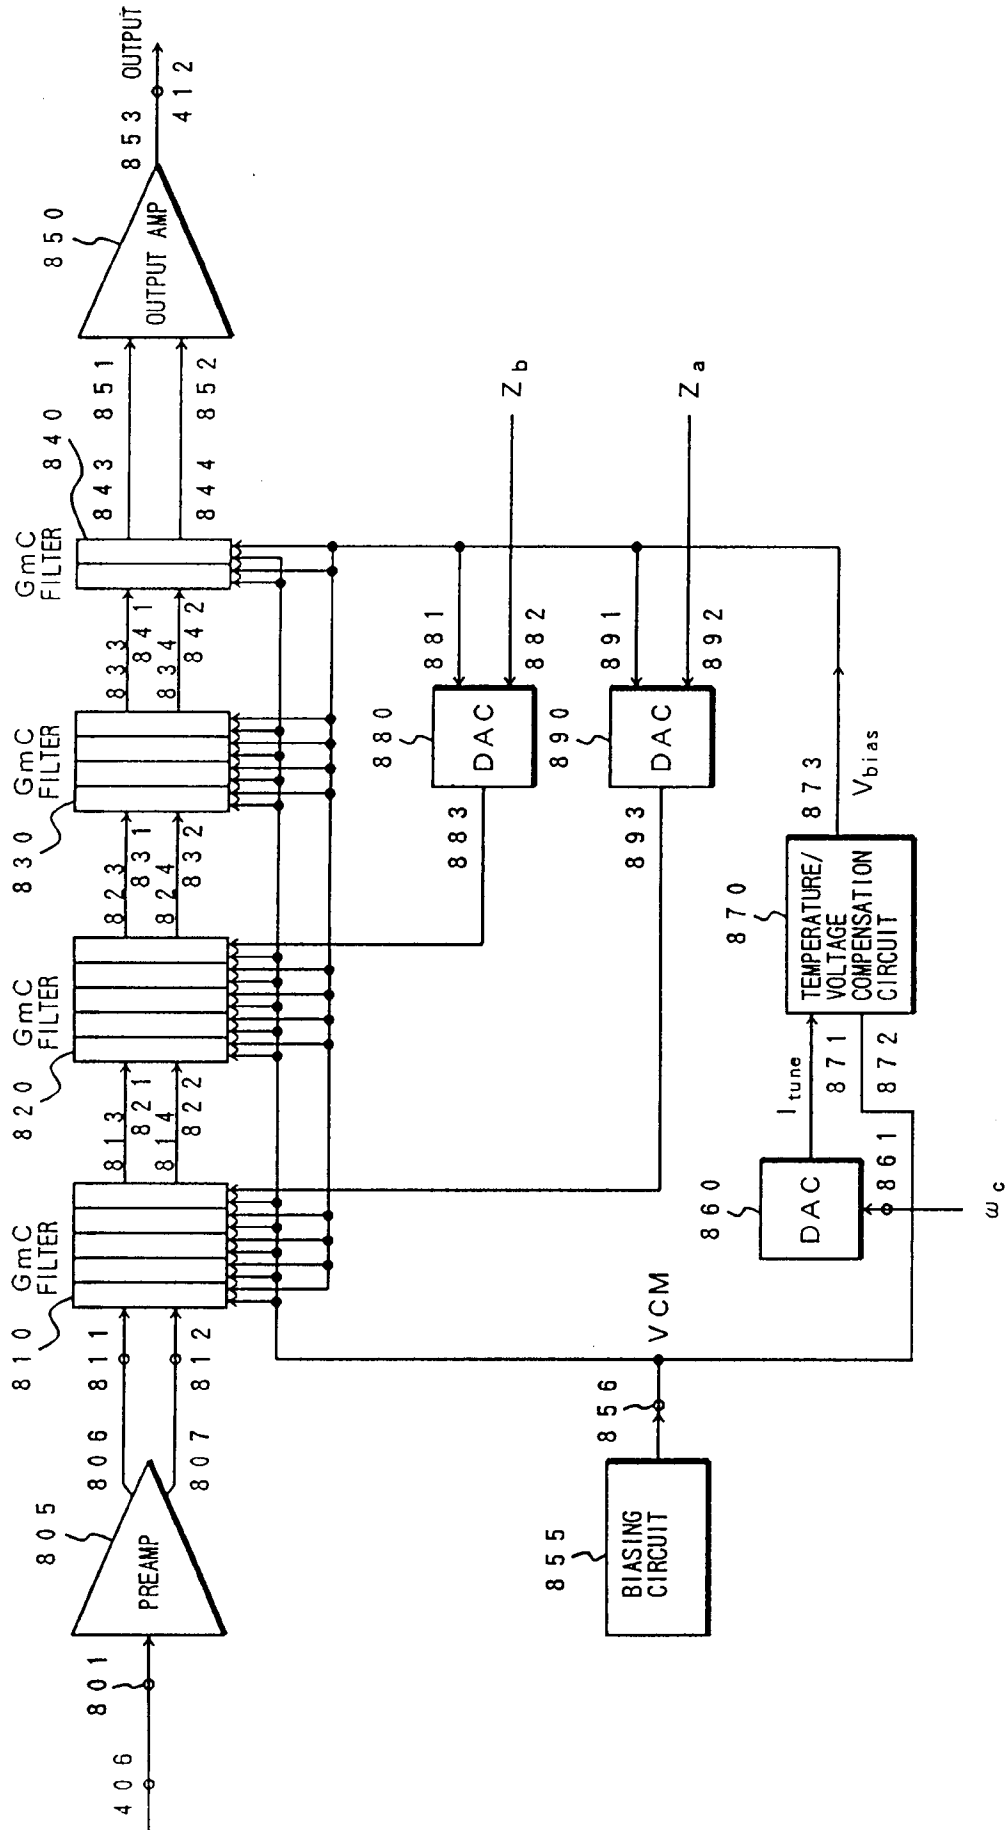 406
801
805
PREAMP
806
807
811
812
810
GmC
FILTER
813
821
814
822
820
GmC
FILTER
823
831
824
832
830
GmC
FILTER
833
841
834
842
GmC
FILTER
840
843
851
844
852
850
OUTPUT AMP
853
OUTPUT
412
855
BIASING
CIRCUIT
856
VCM
860
DAC
861
ωc
Itune
871
872
870
TEMPERATURE/
VOLTAGE
COMPENSATION
CIRCUIT
873
Vbias
883
880
DAC
881
882
Zb
893
890
DAC
891
892
Za